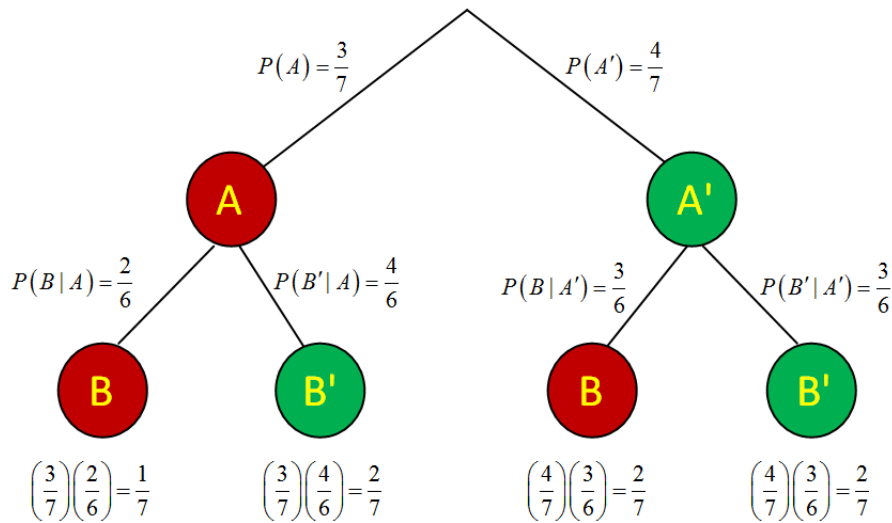 P(A) = 3/7
P(A′) = 4/7
A
A'
P(B | A) = 2/6
P(B′ | A) = 4/6
P(B | A′) = 3/6
P(B′ | A′) = 3/6
B
B'
B
B'
(3/7)(2/6) = 1/7
(3/7)(4/6) = 2/7
(4/7)(3/6) = 2/7
(4/7)(3/6) = 2/7